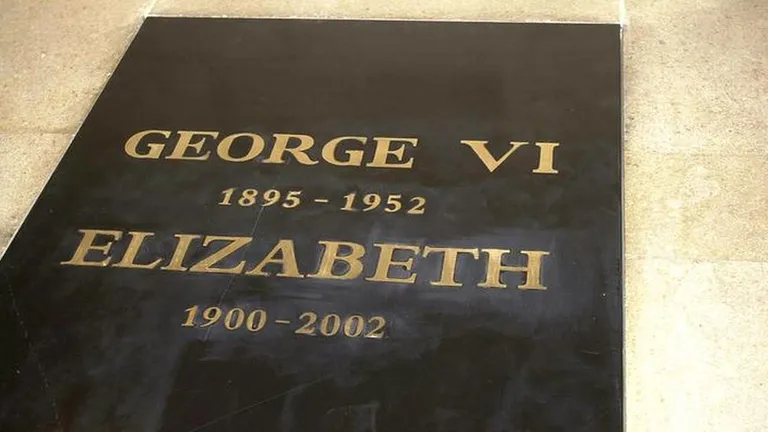 GEORGE VI
1895 - 1952
ELIZABETH
1900 - 2002